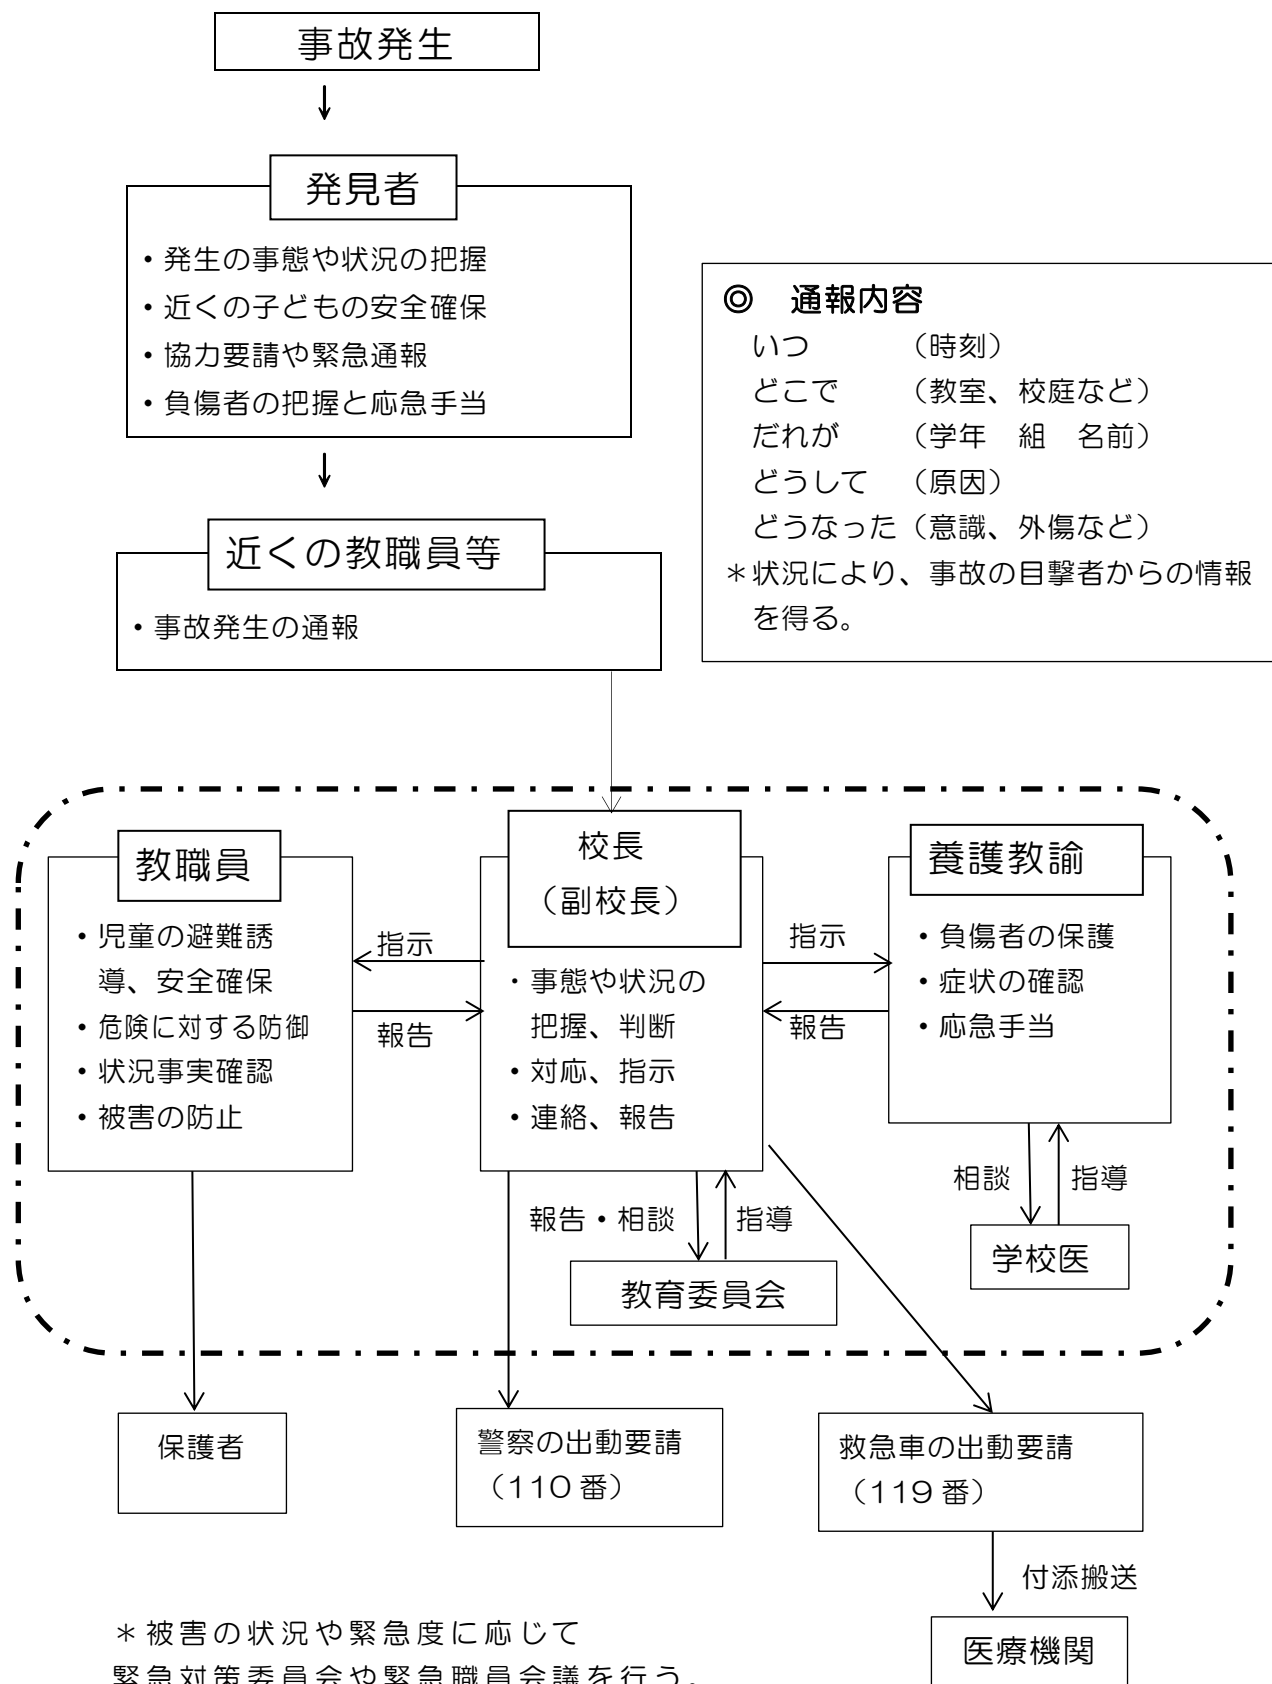 事故発生
発見者
・発生の事態や状況の把握
・近くの子どもの安全確保
・協力要請や緊急通報
・負傷者の把握と応急手当
◎　通報内容
いつ　　　（時刻）
どこで　　（教室、校庭など）
だれが　　（学年　組　名前）
どうして　（原因）
どうなった（意識、外傷など）
＊状況により、事故の目撃者からの情報
を得る。
近くの教職員等
・事故発生の通報
教職員
・児童の避難誘
導、安全確保
・危険に対する防御
・状況事実確認
・被害の防止
指示
報告
校長
（副校長）
・事態や状況の
把握、判断
・対応、指示
・連絡、報告
指示
報告
養護教諭
・負傷者の保護
・症状の確認
・応急手当
相談
指導
学校医
報告・相談
指導
教育委員会
保護者
警察の出動要請
（110番）
救急車の出動要請
（119番）
付添搬送
医療機関
＊被害の状況や緊急度に応じて
緊急対策委員会や緊急職員会議を行う。